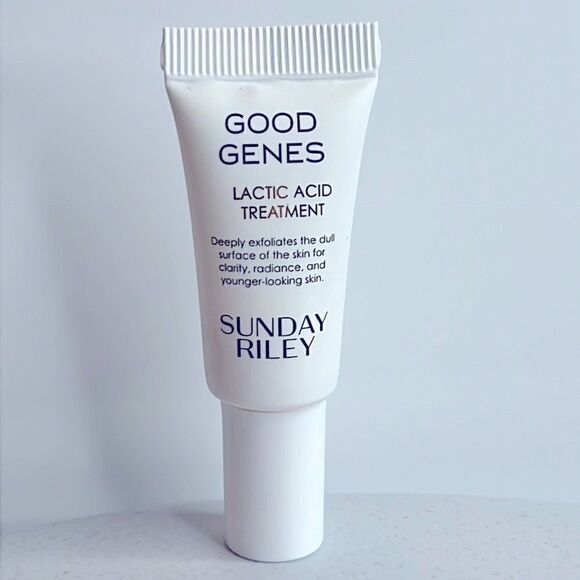 GOOD
GENES
LACTIC ACID
TREATMENT
Deeply exfoliates the dull
surface of the skin for
clarity, radiance, and
younger-looking skin.
SUNDAY
RILEY